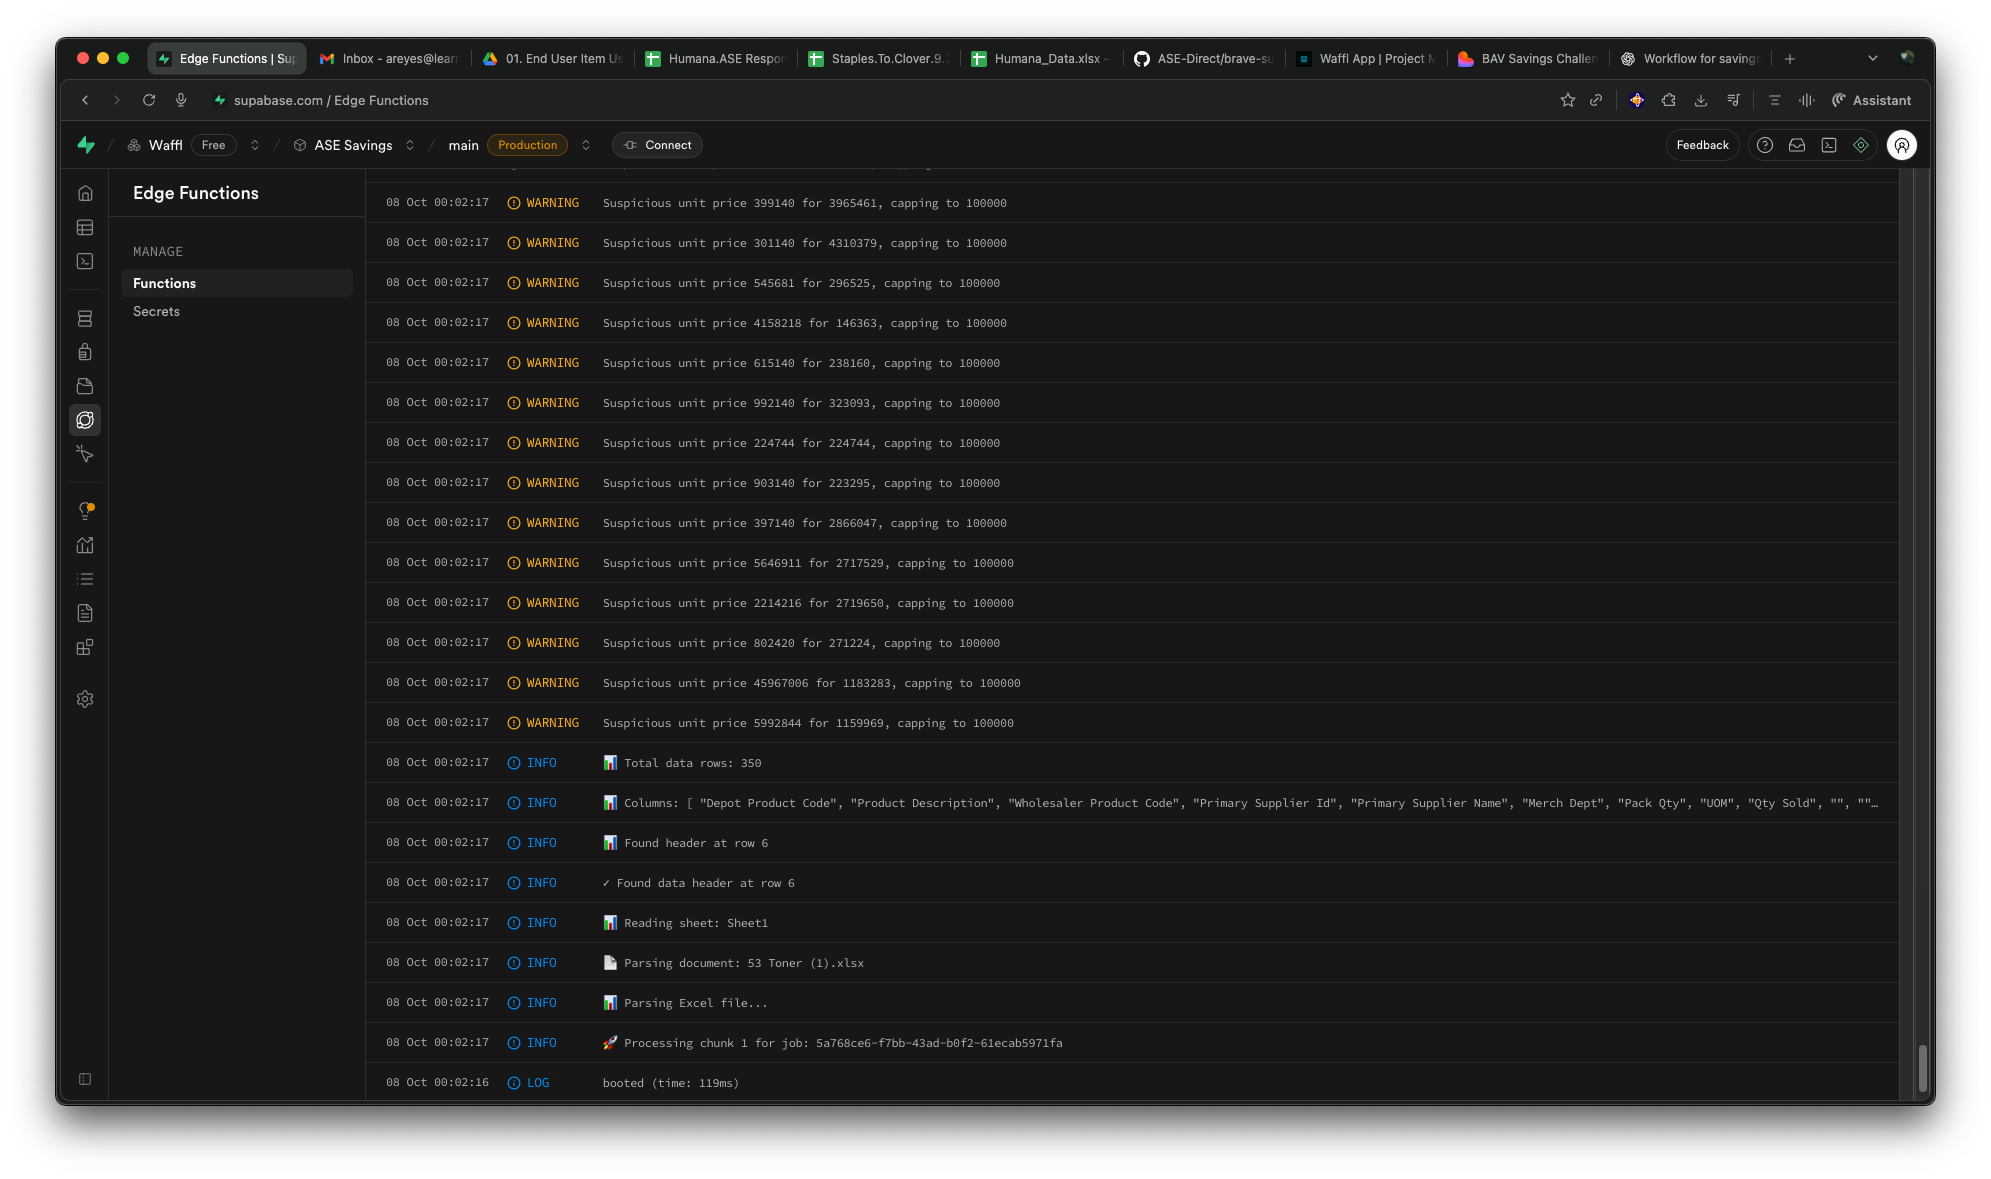 Edge Functions | Sup
Inbox - areyes@lear
01. End User Item Us
Humana.ASE Respor
Staples.To.Clover.9.
Humana_Data.xlsx -
ASE-Direct/brave-su
Waffl App | Project M
BAV Savings Challen
Workflow for savings
supabase.com / Edge Functions
Assistant
Waffl Free
ASE Savings
main Production
Connect
Feedback
Edge Functions
MANAGE
Functions
Secrets
08 Oct 00:02:17 WARNING Suspicious unit price 399140 for 3965461, capping to 100000
08 Oct 00:02:17 WARNING Suspicious unit price 301140 for 4310379, capping to 100000
08 Oct 00:02:17 WARNING Suspicious unit price 545681 for 296525, capping to 100000
08 Oct 00:02:17 WARNING Suspicious unit price 4158218 for 146363, capping to 100000
08 Oct 00:02:17 WARNING Suspicious unit price 615140 for 238160, capping to 100000
08 Oct 00:02:17 WARNING Suspicious unit price 992140 for 323093, capping to 100000
08 Oct 00:02:17 WARNING Suspicious unit price 224744 for 224744, capping to 100000
08 Oct 00:02:17 WARNING Suspicious unit price 903140 for 223295, capping to 100000
08 Oct 00:02:17 WARNING Suspicious unit price 397140 for 2866047, capping to 100000
08 Oct 00:02:17 WARNING Suspicious unit price 5646911 for 2717529, capping to 100000
08 Oct 00:02:17 WARNING Suspicious unit price 2214216 for 2719650, capping to 100000
08 Oct 00:02:17 WARNING Suspicious unit price 802420 for 271224, capping to 100000
08 Oct 00:02:17 WARNING Suspicious unit price 45967006 for 1183283, capping to 100000
08 Oct 00:02:17 WARNING Suspicious unit price 5992844 for 1159969, capping to 100000
08 Oct 00:02:17 INFO 📊 Total data rows: 350
08 Oct 00:02:17 INFO 📊 Columns: [ "Depot Product Code", "Product Description", "Wholesaler Product Code", "Primary Supplier Id", "Primary Supplier Name", "Merch Dept", "Pack Qty", "UOM", "Qty Sold", "", ""…
08 Oct 00:02:17 INFO 📊 Found header at row 6
08 Oct 00:02:17 INFO ✓ Found data header at row 6
08 Oct 00:02:17 INFO 📊 Reading sheet: Sheet1
08 Oct 00:02:17 INFO 📄 Parsing document: 53 Toner (1).xlsx
08 Oct 00:02:17 INFO 📊 Parsing Excel file...
08 Oct 00:02:17 INFO 🚀 Processing chunk 1 for job: 5a768ce6-f7bb-43ad-b0f2-61ecab5971fa
08 Oct 00:02:16 LOG booted (time: 119ms)